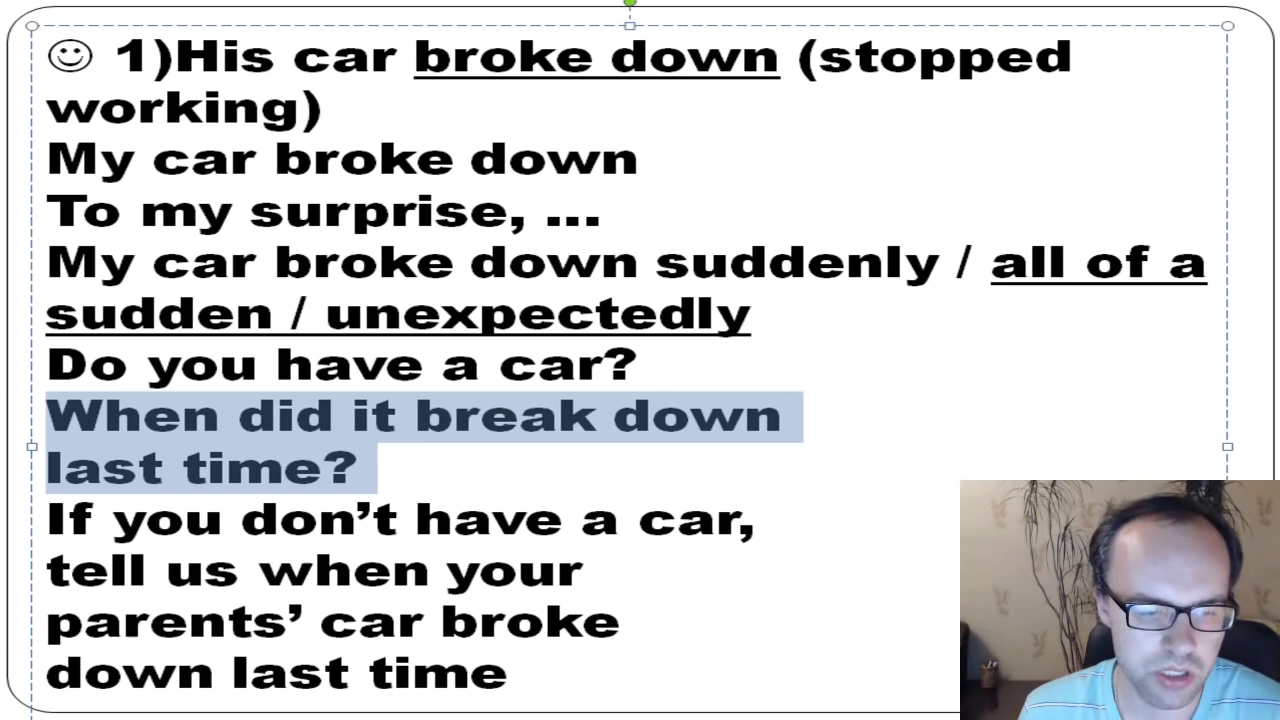 ☺ 1)His car broke down (stopped
working)
My car broke down
To my surprise, ...
My car broke down suddenly / all of a
sudden / unexpectedly
Do you have a car?
When did it break down
last time?
If you don’t have a car,
tell us when your
parents’ car broke
down last time